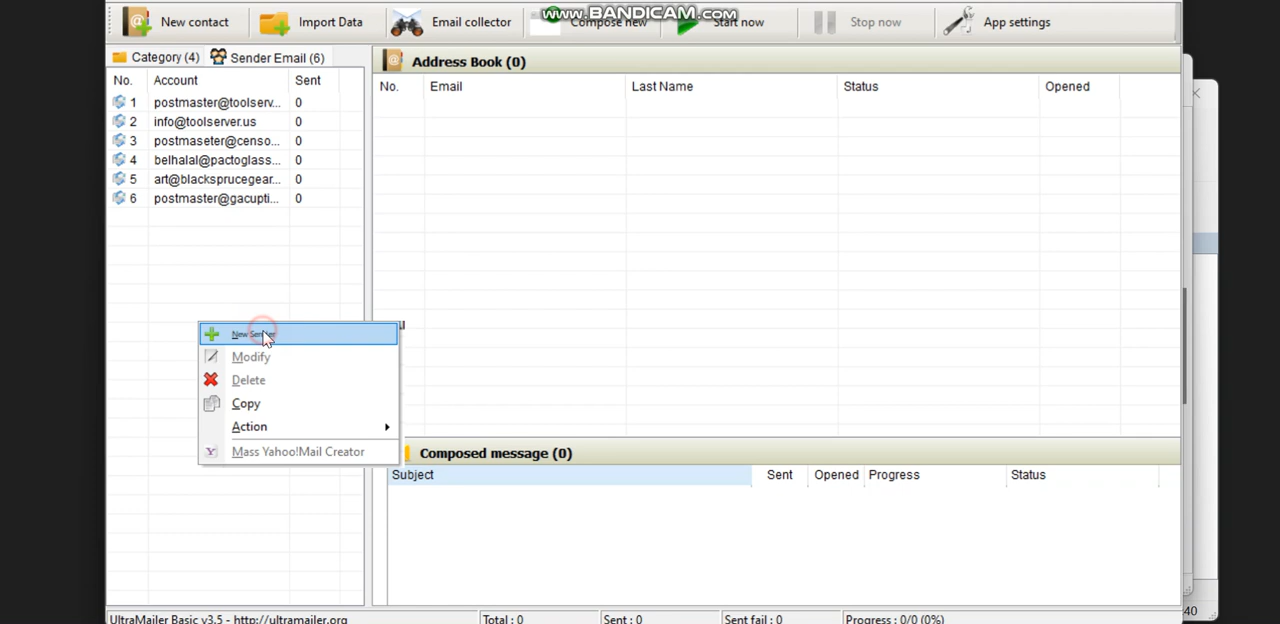 www.BANDICAM.com
New contact
Import Data
Email collector
Compose new
Start now
Stop now
App settings
Category (4)
Sender Email (6)
No. Account Sent
1 postmaster@toolserv... 0
2 info@toolserver.us 0
3 postmaseter@censo... 0
4 belhalal@pactoglass... 0
5 art@blacksprucegear... 0
6 postmaster@gacupti... 0
Address Book (0)
No. Email Last Name Status Opened
New Sender
Modify
Delete
Copy
Action
Mass Yahoo!Mail Creator
Composed message (0)
Subject Sent Opened Progress Status
UltraMailer Basic v3.5 - http://ultramailer.org
Total : 0
Sent : 0
Sent fail : 0
Progress : 0/0 (0%)
40